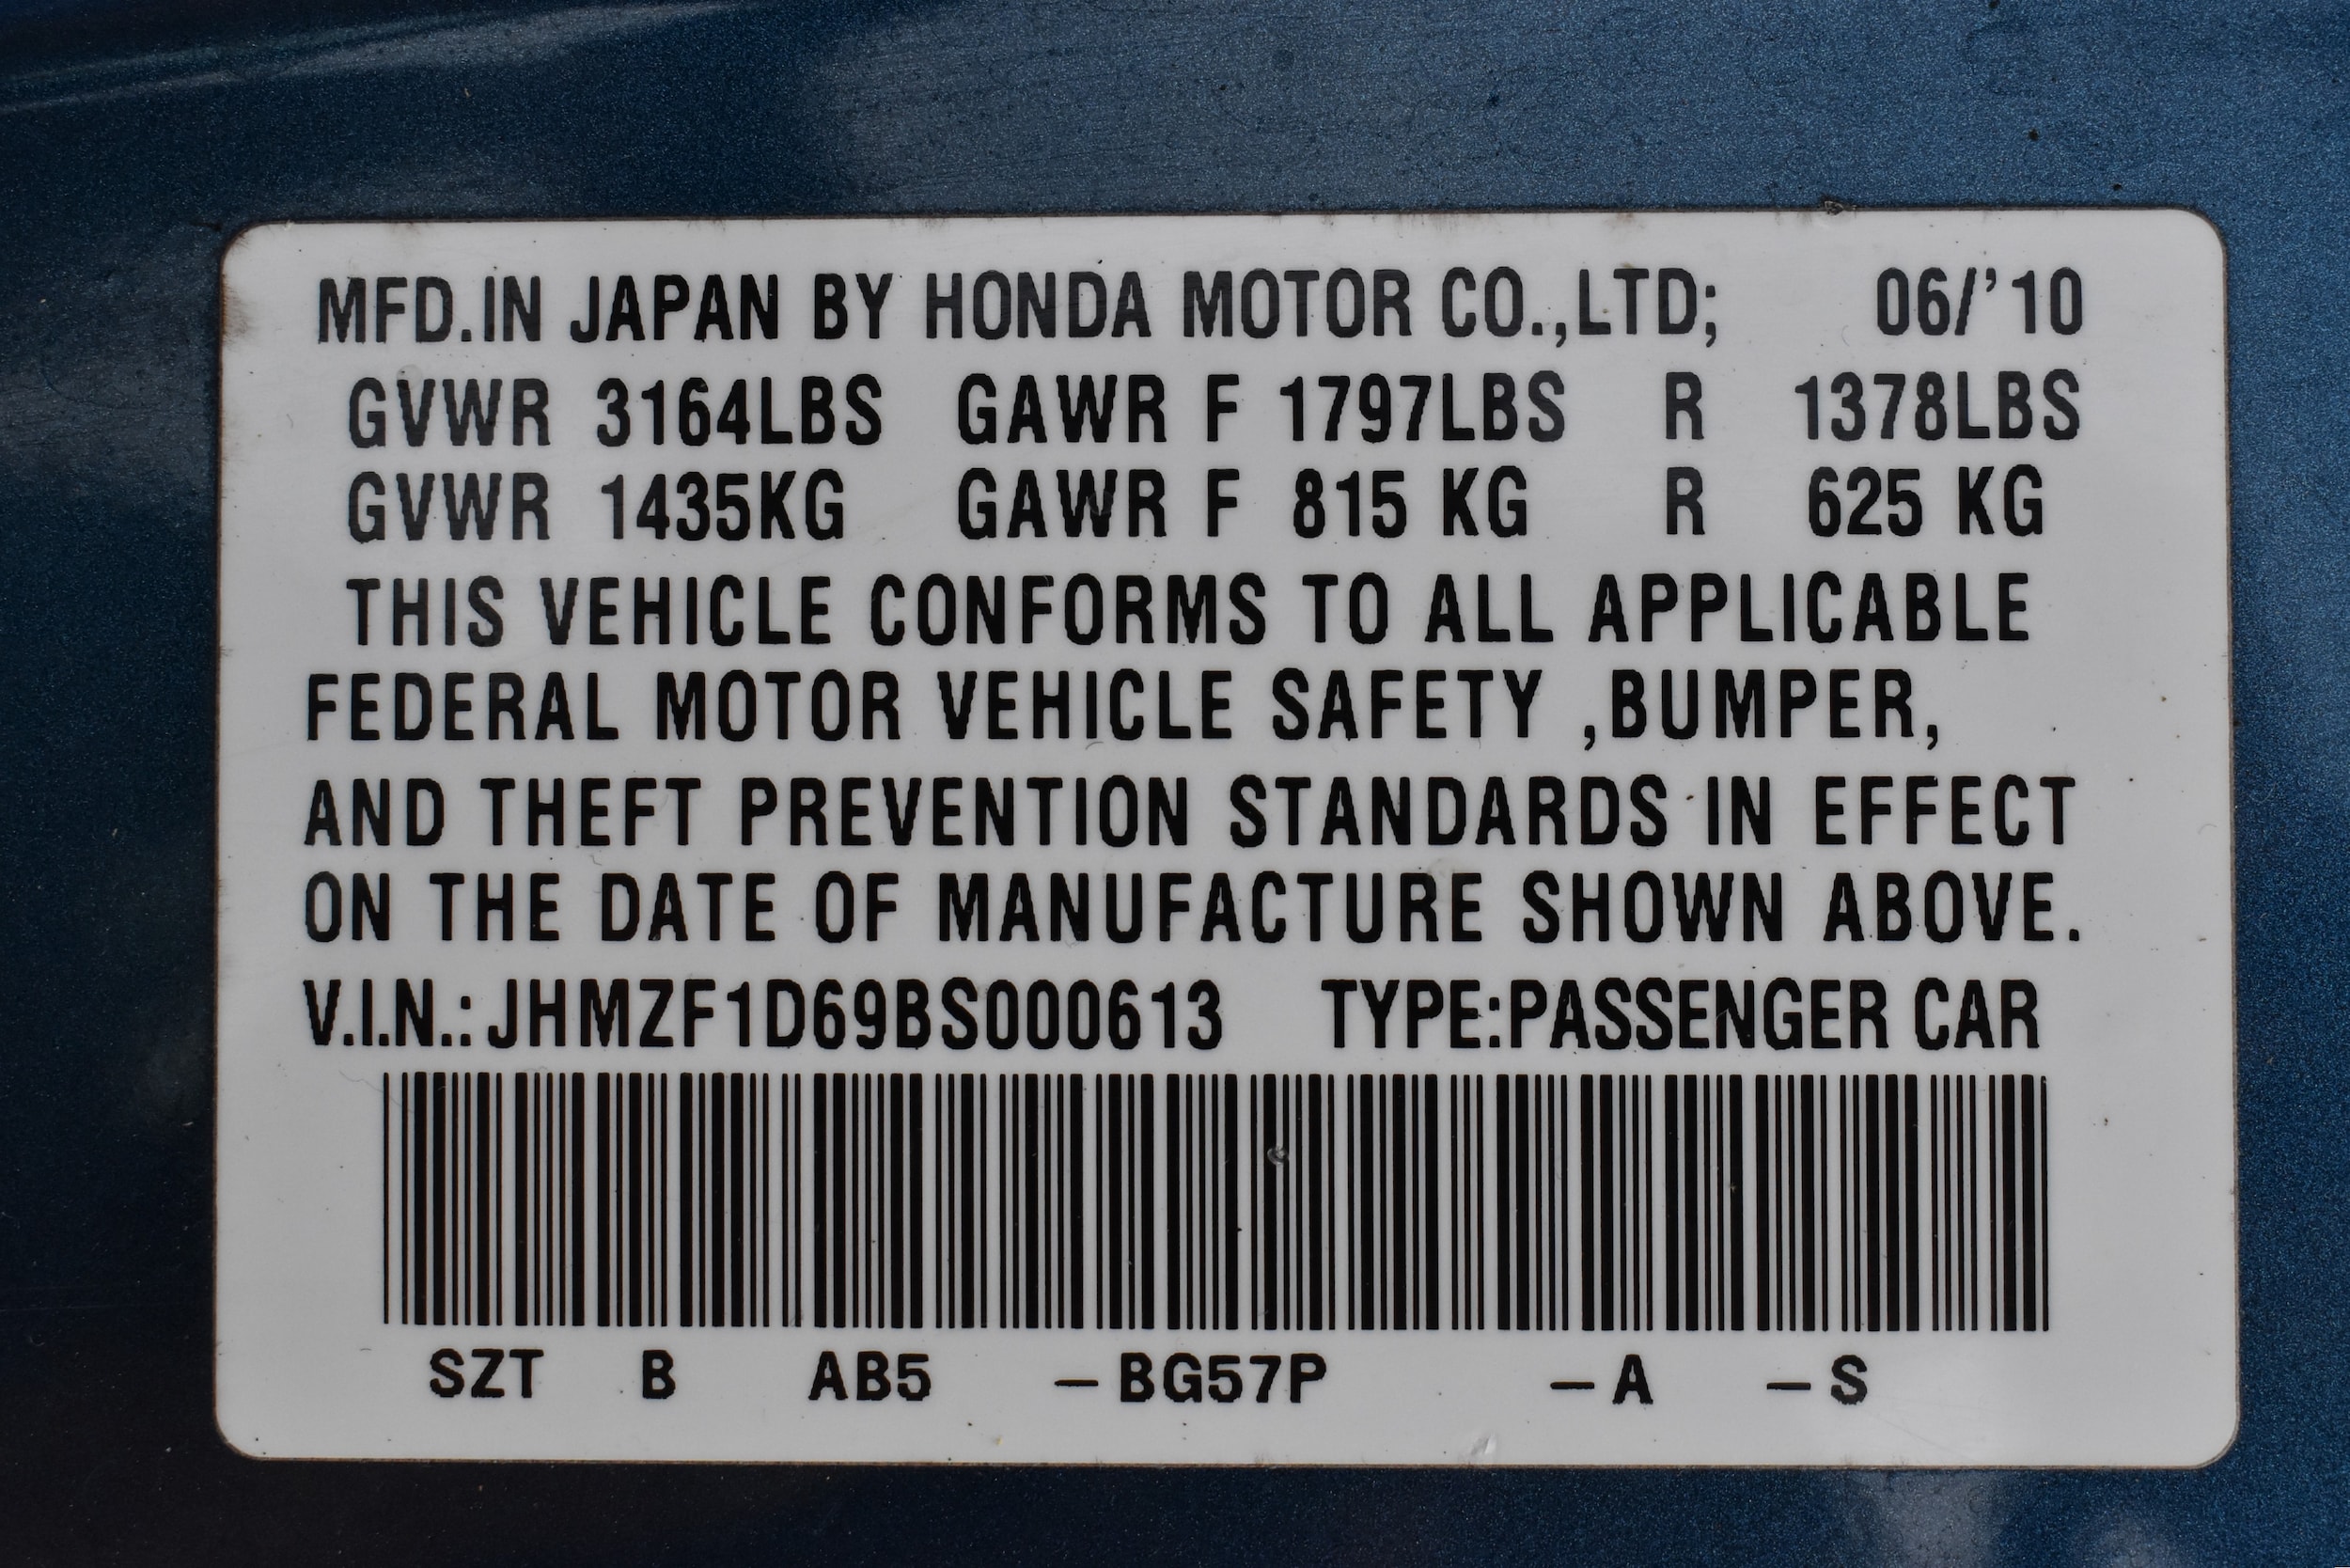 MFD.IN JAPAN BY HONDA MOTOR CO.,LTD; 06/'10
GVWR 3164LBS GAWR F 1797LBS R 1378LBS
GVWR 1435KG GAWR F 815 KG R 625 KG
THIS VEHICLE CONFORMS TO ALL APPLICABLE
FEDERAL MOTOR VEHICLE SAFETY ,BUMPER,
AND THEFT PREVENTION STANDARDS IN EFFECT
ON THE DATE OF MANUFACTURE SHOWN ABOVE.
V.I.N.: JHMZF1D69BS000613 TYPE:PASSENGER CAR
SZT B AB5 –BG57P –A –S